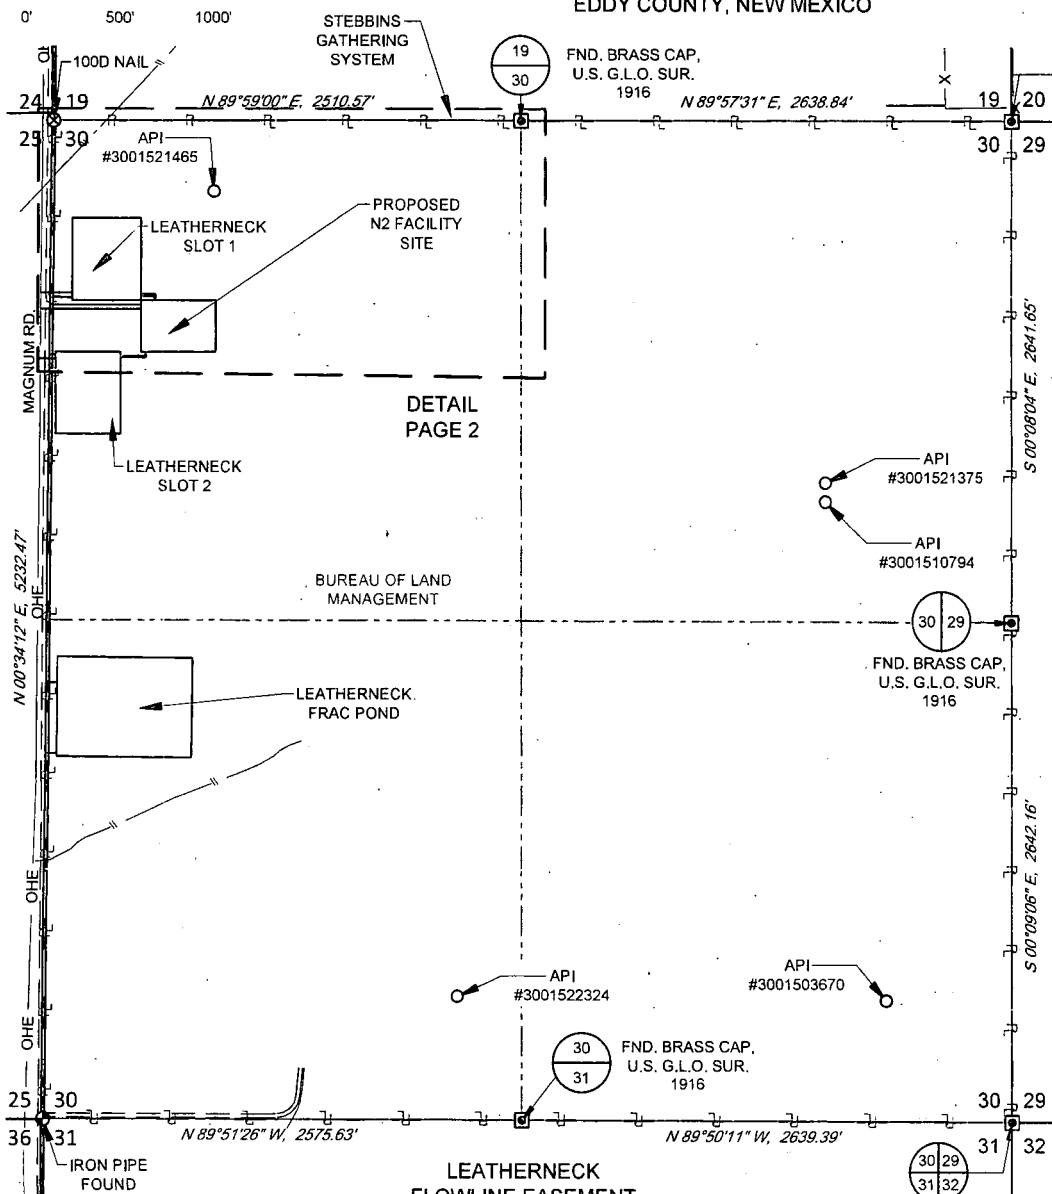 EDDY COUNTY, NEW MEXICO
0' 500' 1000'
STEBBINS
GATHERING
SYSTEM
19
30
FND. BRASS CAP,
U.S. G.L.O. SUR.
1916
100D NAIL
24 19
25 30
N 89°59'00" E, 2510.57'
N 89°57'31" E, 2638.84'
X
19 20
30 29
API
#3001521465
PROPOSED
N2 FACILITY
SITE
LEATHERNECK
SLOT 1
MAGNUM RD.
S 00°08'04" E, 2641.65'
DETAIL
PAGE 2
LEATHERNECK
SLOT 2
API
#3001521375
API
#3001510794
N 00°34'12" E, 5232.47'
OHE
BUREAU OF LAND
MANAGEMENT
30 29
FND. BRASS CAP,
U.S. G.L.O. SUR.
1916
LEATHERNECK
FRAC POND
OHE
S 00°09'06" E, 2642.16'
API
#3001522324
API
#3001503670
OHE
30
31
FND. BRASS CAP,
U.S. G.L.O. SUR.
1916
25 30
36 31
30 29
31 32
N 89°51'26" W, 2575.63'
N 89°50'11" W, 2639.39'
IRON PIPE
FOUND
30 29
31 32
LEATHERNECK
FLOWLINE EASEMENT